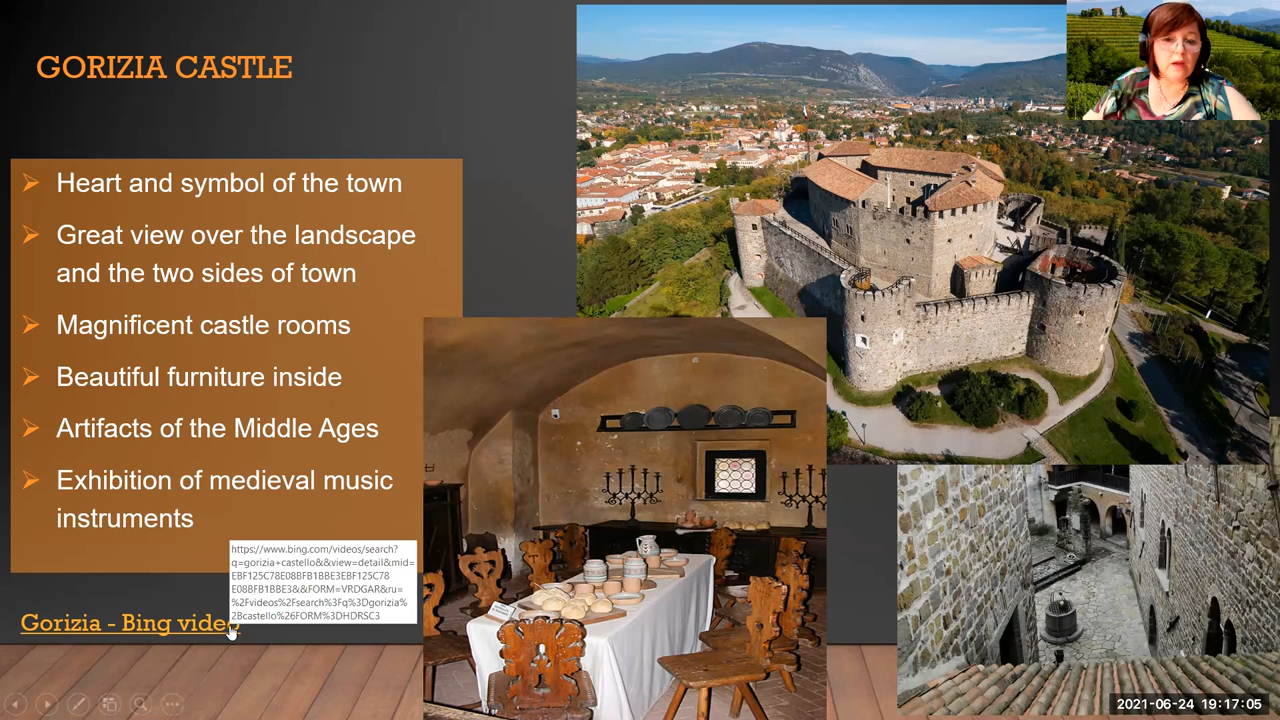 GORIZIA CASTLE
Heart and symbol of the town
Great view over the landscape
and the two sides of town
Magnificent castle rooms
Beautiful furniture inside
Artifacts of the Middle Ages
Exhibition of medieval music
instruments
https://www.bing.com/videos/search?
q=gorizia+castello&&view=detail&mid=
EBF125C78E08BFB1BBE3EBF125C78
E08BFB1BBE3&&FORM=VRDGAR&ru=
%2Fvideos%2Fsearch%3Fq%3Dgorizia%
2Bcastello%26FORM%3DHDRSC3
Gorizia - Bing video
2021-06-24 19:17:05